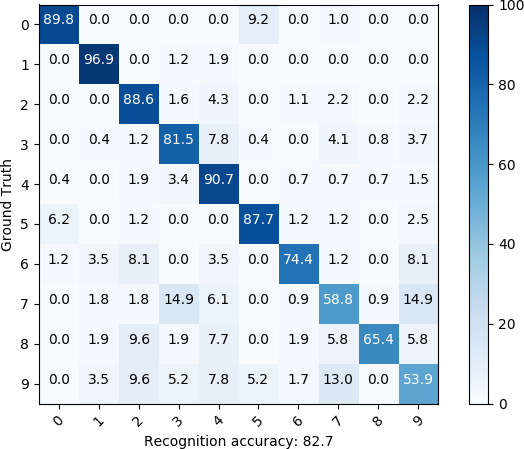 0 89.8 0.0 0.0 0.0 0.0 9.2 0.0 1.0 0.0 0.0 100
1 0.0 96.9 0.0 1.2 1.9 0.0 0.0 0.0 0.0 0.0
2 0.0 0.0 88.6 1.6 4.3 0.0 1.1 2.2 0.0 2.2 80
3 0.0 0.4 1.2 81.5 7.8 0.4 0.0 4.1 0.8 3.7
Ground Truth
4 0.4 0.0 1.9 3.4 90.7 0.0 0.7 0.7 0.7 1.5 60
5 6.2 0.0 1.2 0.0 0.0 87.7 1.2 1.2 0.0 2.5 40
6 1.2 3.5 8.1 0.0 3.5 0.0 74.4 1.2 0.0 8.1
7 0.0 1.8 1.8 14.9 6.1 0.0 0.9 58.8 0.9 14.9
8 0.0 1.9 9.6 1.9 7.7 0.0 1.9 5.8 65.4 5.8 20
9 0.0 3.5 9.6 5.2 7.8 5.2 1.7 13.0 0.0 53.9
0
0 1 2 3 4 5 6 7 8 9
Recognition accuracy: 82.7